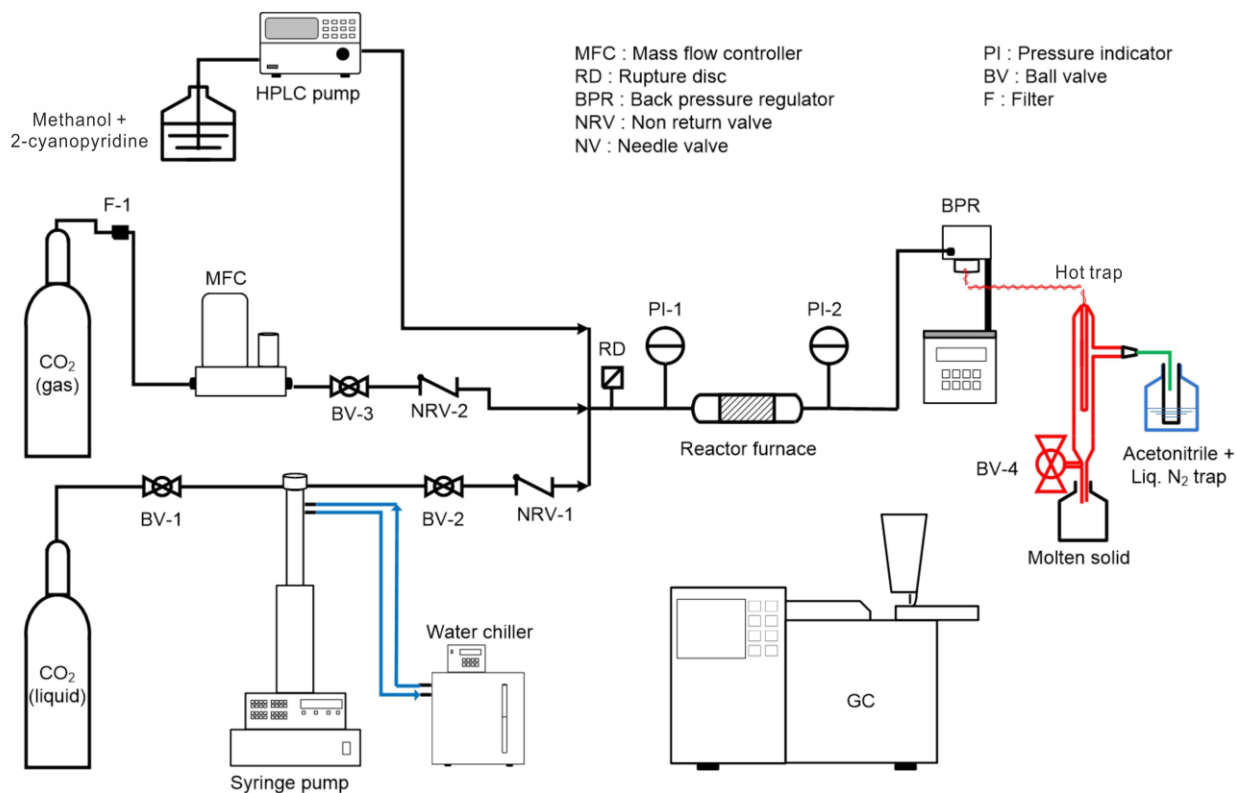 HPLC pump
Methanol +
2-cyanopyridine
MFC : Mass flow controller
RD : Rupture disc
BPR : Back pressure regulator
NRV : Non return valve
NV : Needle valve
PI : Pressure indicator
BV : Ball valve
F : Filter
F-1
MFC
CO₂
(gas)
BV-3
NRV-2
RD
PI-1
PI-2
Reactor furnace
BPR
Hot trap
BV-4
Acetonitrile +
Liq. N₂ trap
Molten solid
BV-1
BV-2
NRV-1
CO₂
(liquid)
Water chiller
Syringe pump
GC